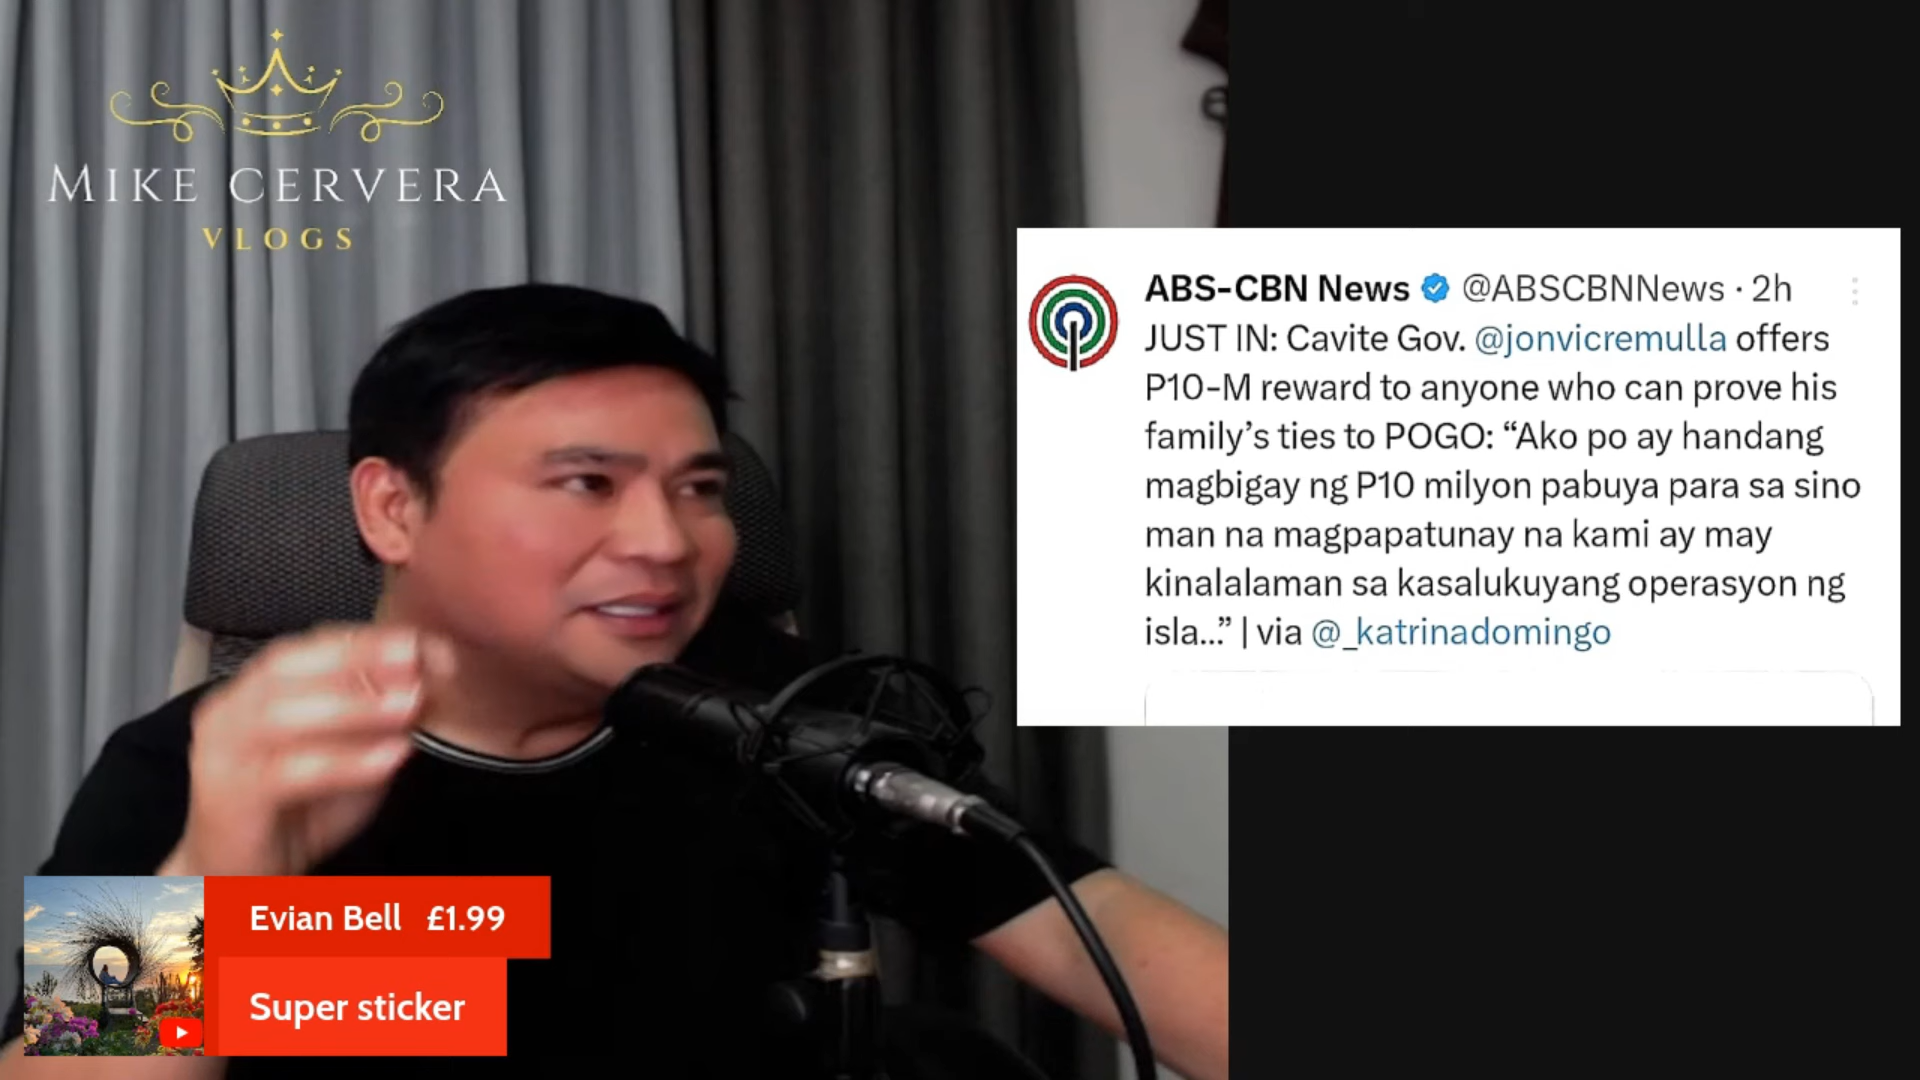 MIKE CERVERA
VLOGS
ABS-CBN News @ABSCBNNews · 2h
JUST IN: Cavite Gov. @jonvicremulla offers
P10-M reward to anyone who can prove his
family’s ties to POGO: “Ako po ay handang
magbigay ng P10 milyon pabuya para sa sino
man na magpapatunay na kami ay may
kinalalaman sa kasalukuyang operasyon ng
isla...” | via @_katrinadomingo
Evian Bell £1.99
Super sticker